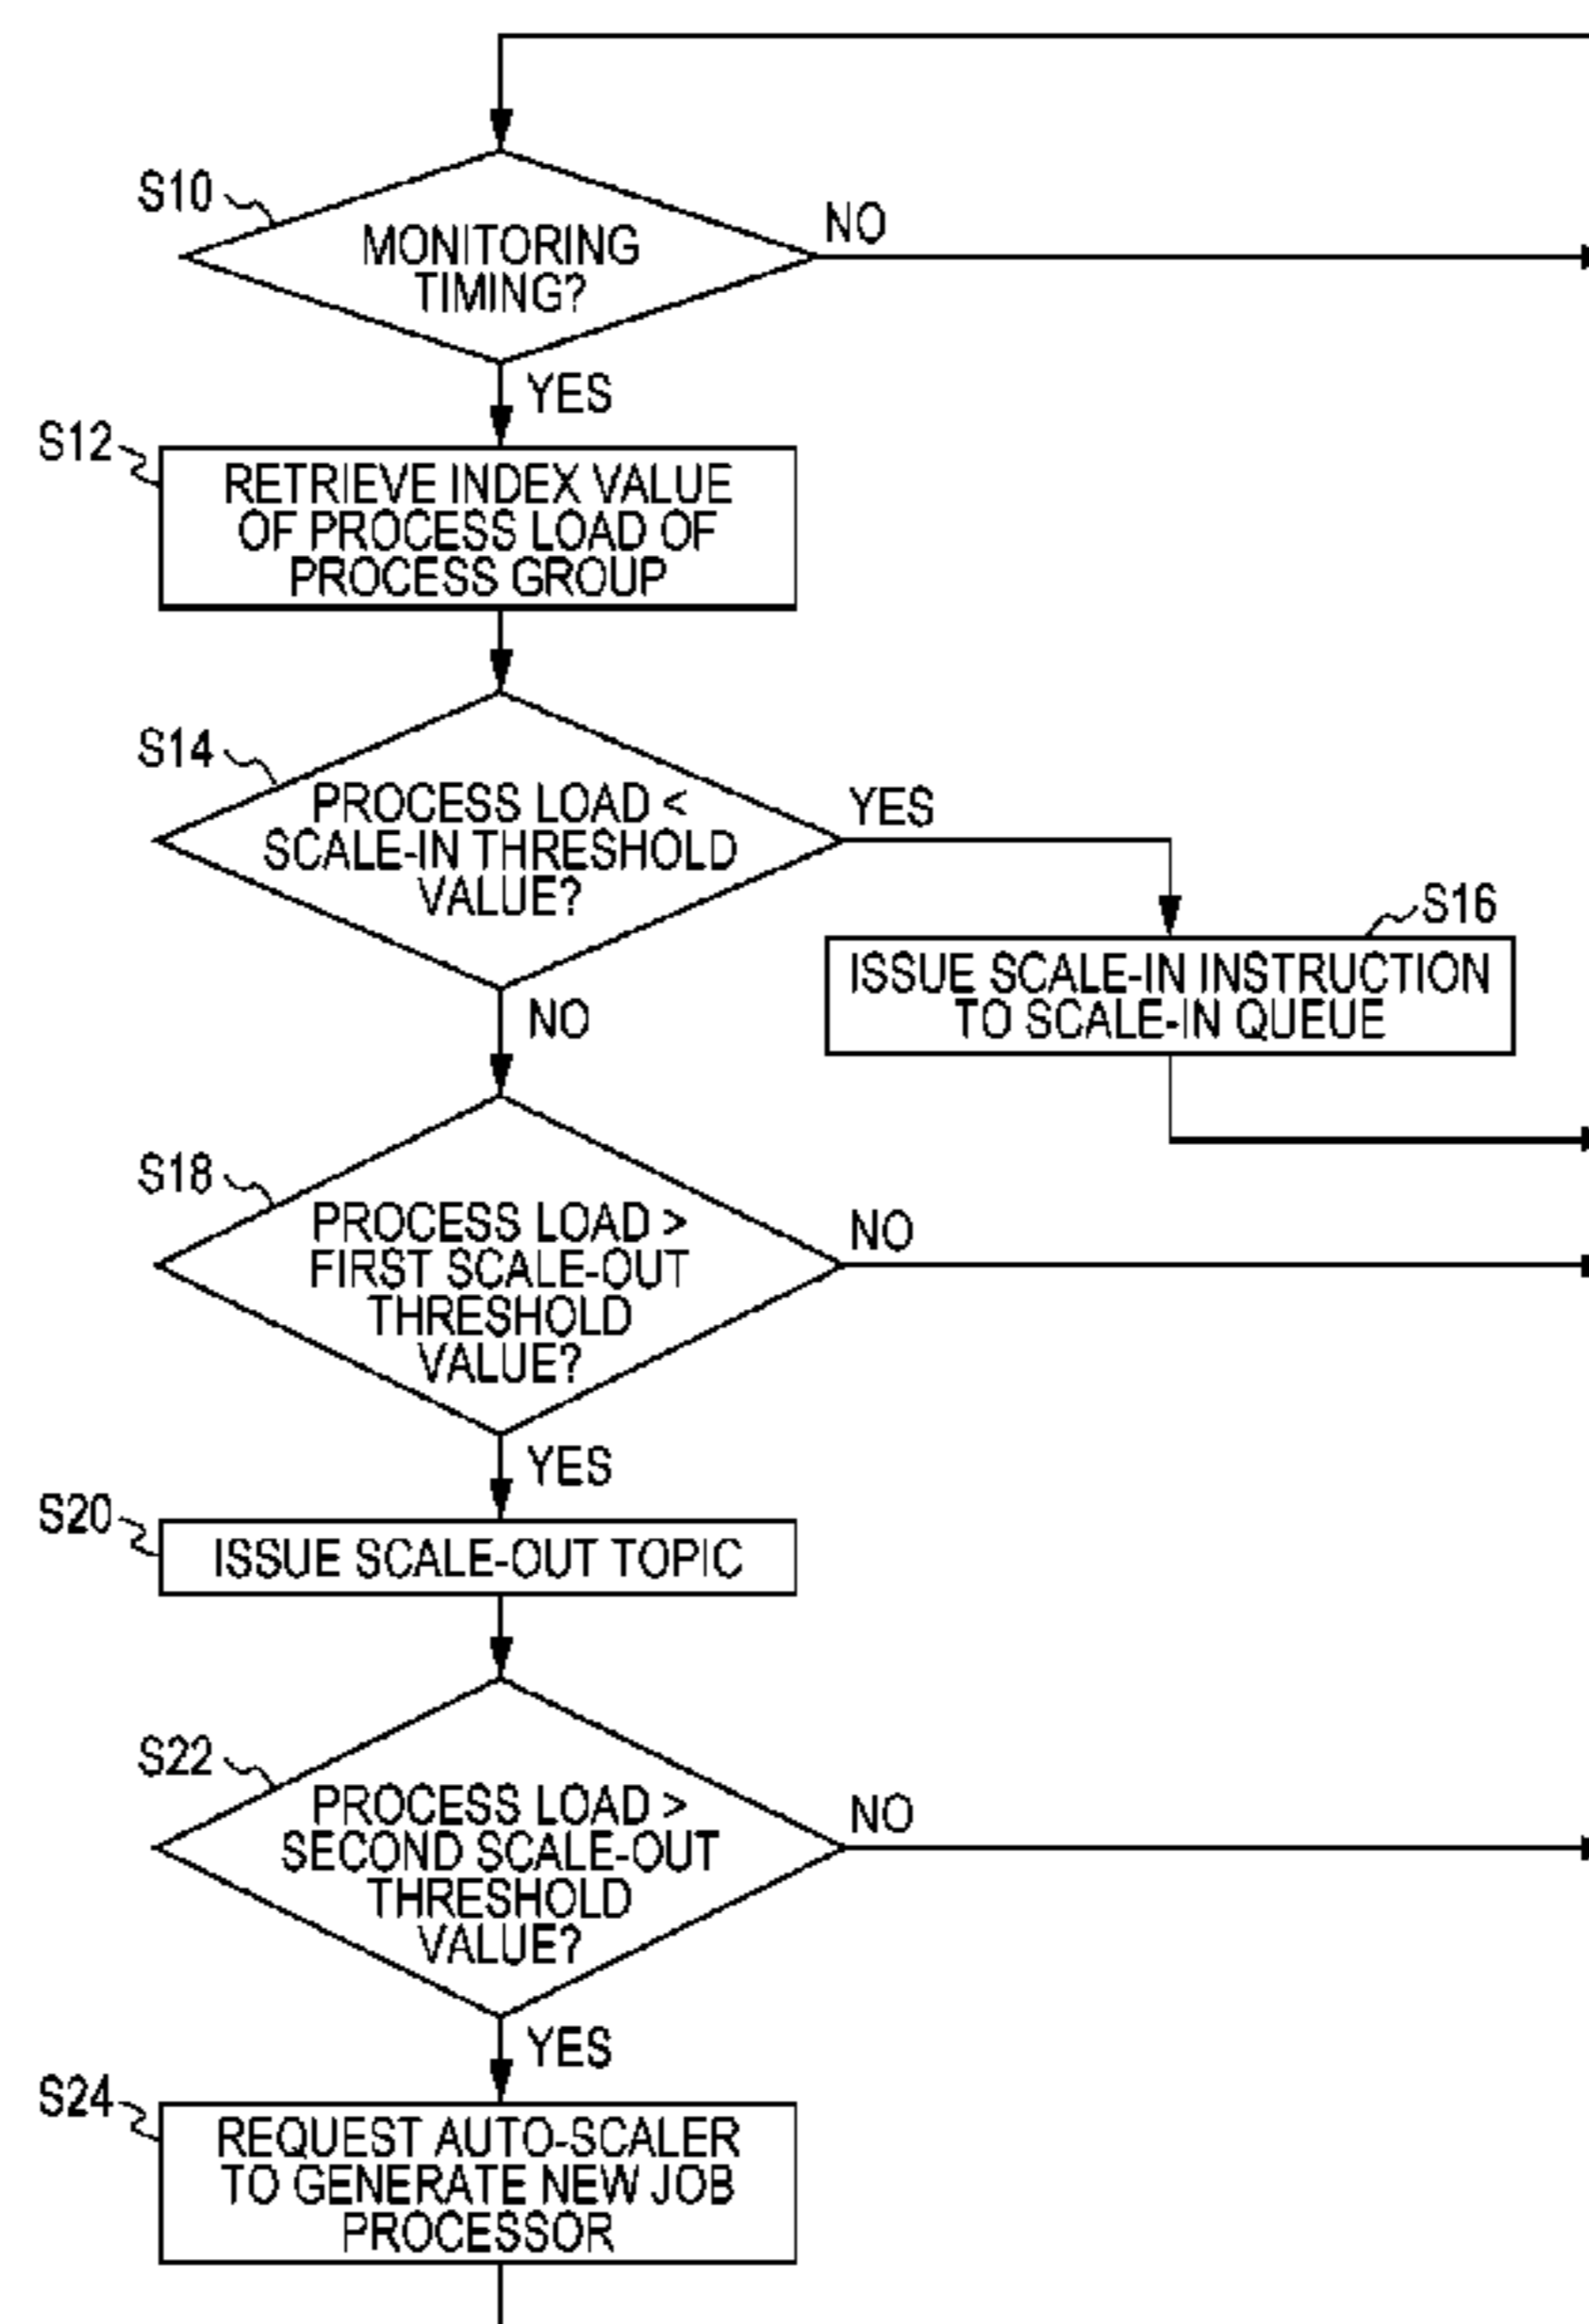 S10
MONITORING
TIMING?
NO
YES
S12
RETRIEVE INDEX VALUE
OF PROCESS LOAD OF
PROCESS GROUP
S14
PROCESS LOAD <
SCALE-IN THRESHOLD
VALUE?
YES
S16
ISSUE SCALE-IN INSTRUCTION
TO SCALE-IN QUEUE
NO
S18
PROCESS LOAD >
FIRST SCALE-OUT
THRESHOLD
VALUE?
NO
YES
S20
ISSUE SCALE-OUT TOPIC
S22
PROCESS LOAD >
SECOND SCALE-OUT
THRESHOLD
VALUE?
NO
YES
S24
REQUEST AUTO-SCALER
TO GENERATE NEW JOB
PROCESSOR